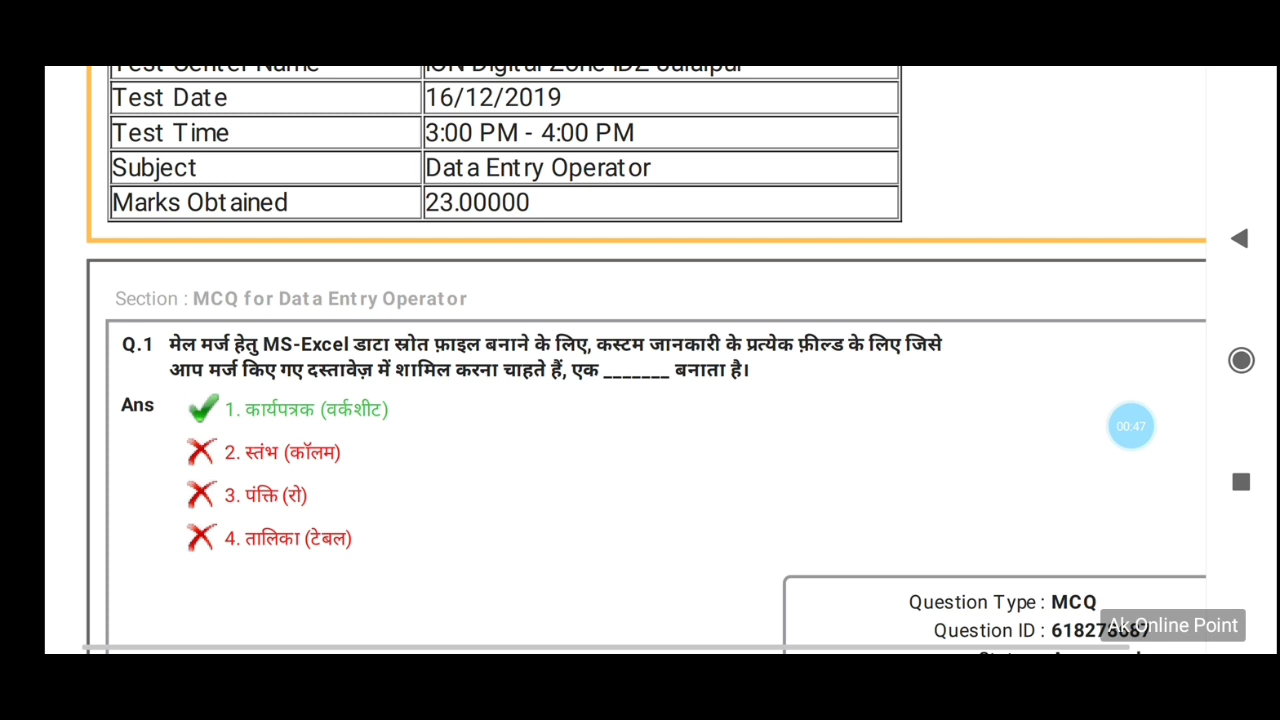 Test Date 16/12/2019
Test Time 3:00 PM - 4:00 PM
Subject Data Entry Operator
Marks Obtained 23.00000
Section : MCQ for Data Entry Operator
Q.1 मेल मर्ज हेतु MS-Excel डाटा स्रोत फ़ाइल बनाने के लिए, कस्टम जानकारी के प्रत्येक फ़ील्ड के लिए जिसे
आप मर्ज किए गए दस्तावेज़ में शामिल करना चाहते हैं, एक _______ बनाता है।
Ans 1. कार्यपत्रक (वर्कशीट)
00:47
2. स्तंभ (कॉलम)
3. पंक्ति (रो)
4. तालिका (टेबल)
Question Type : MCQ
Ak Online Point
Question ID :